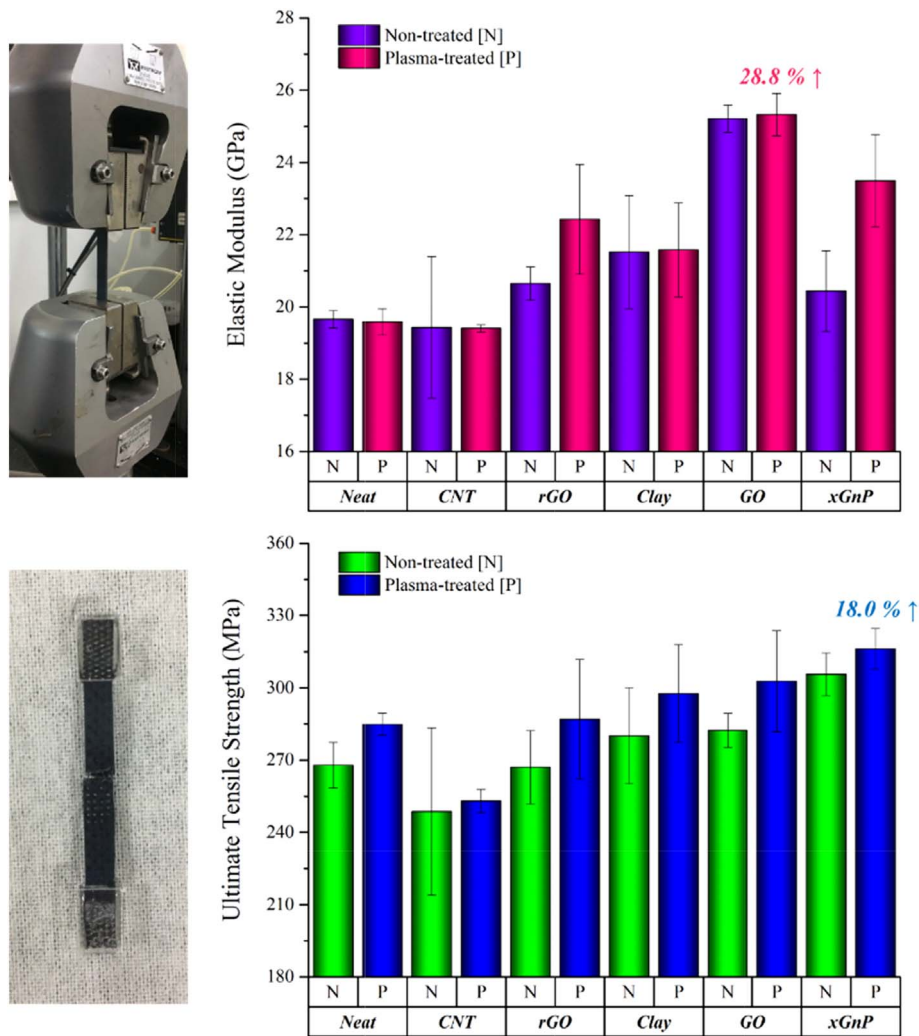 28
26
24
22
20
18
16
Elastic Modulus (GPa)
Non-treated [N]
Plasma-treated [P]
28.8 % ↑
N P N P N P N P N P N P
Neat CNT rGO Clay GO xGnP
360
330
300
270
240
210
180
Ultimate Tensile Strength (MPa)
Non-treated [N]
Plasma-treated [P]
18.0 % ↑
N P N P N P N P N P N P
Neat CNT rGO Clay GO xGnP